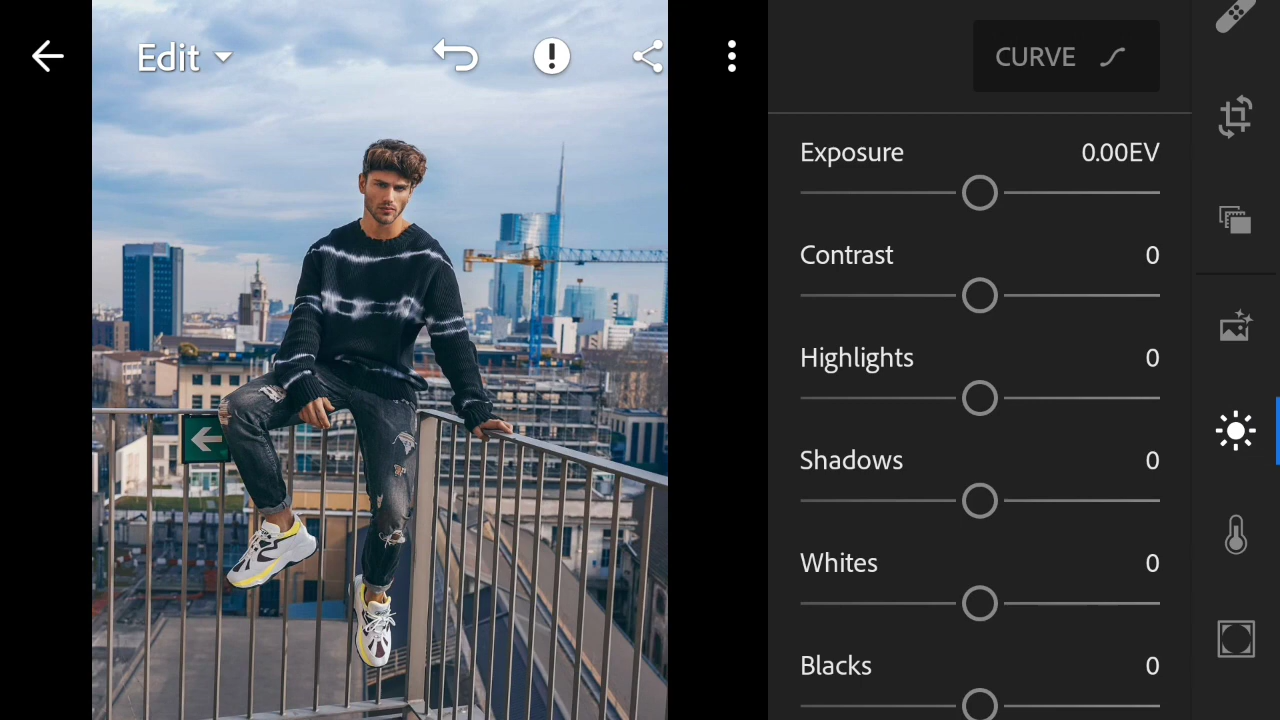 Edit
CURVE
Exposure 0.00EV
Contrast 0
Highlights 0
Shadows 0
Whites 0
Blacks 0